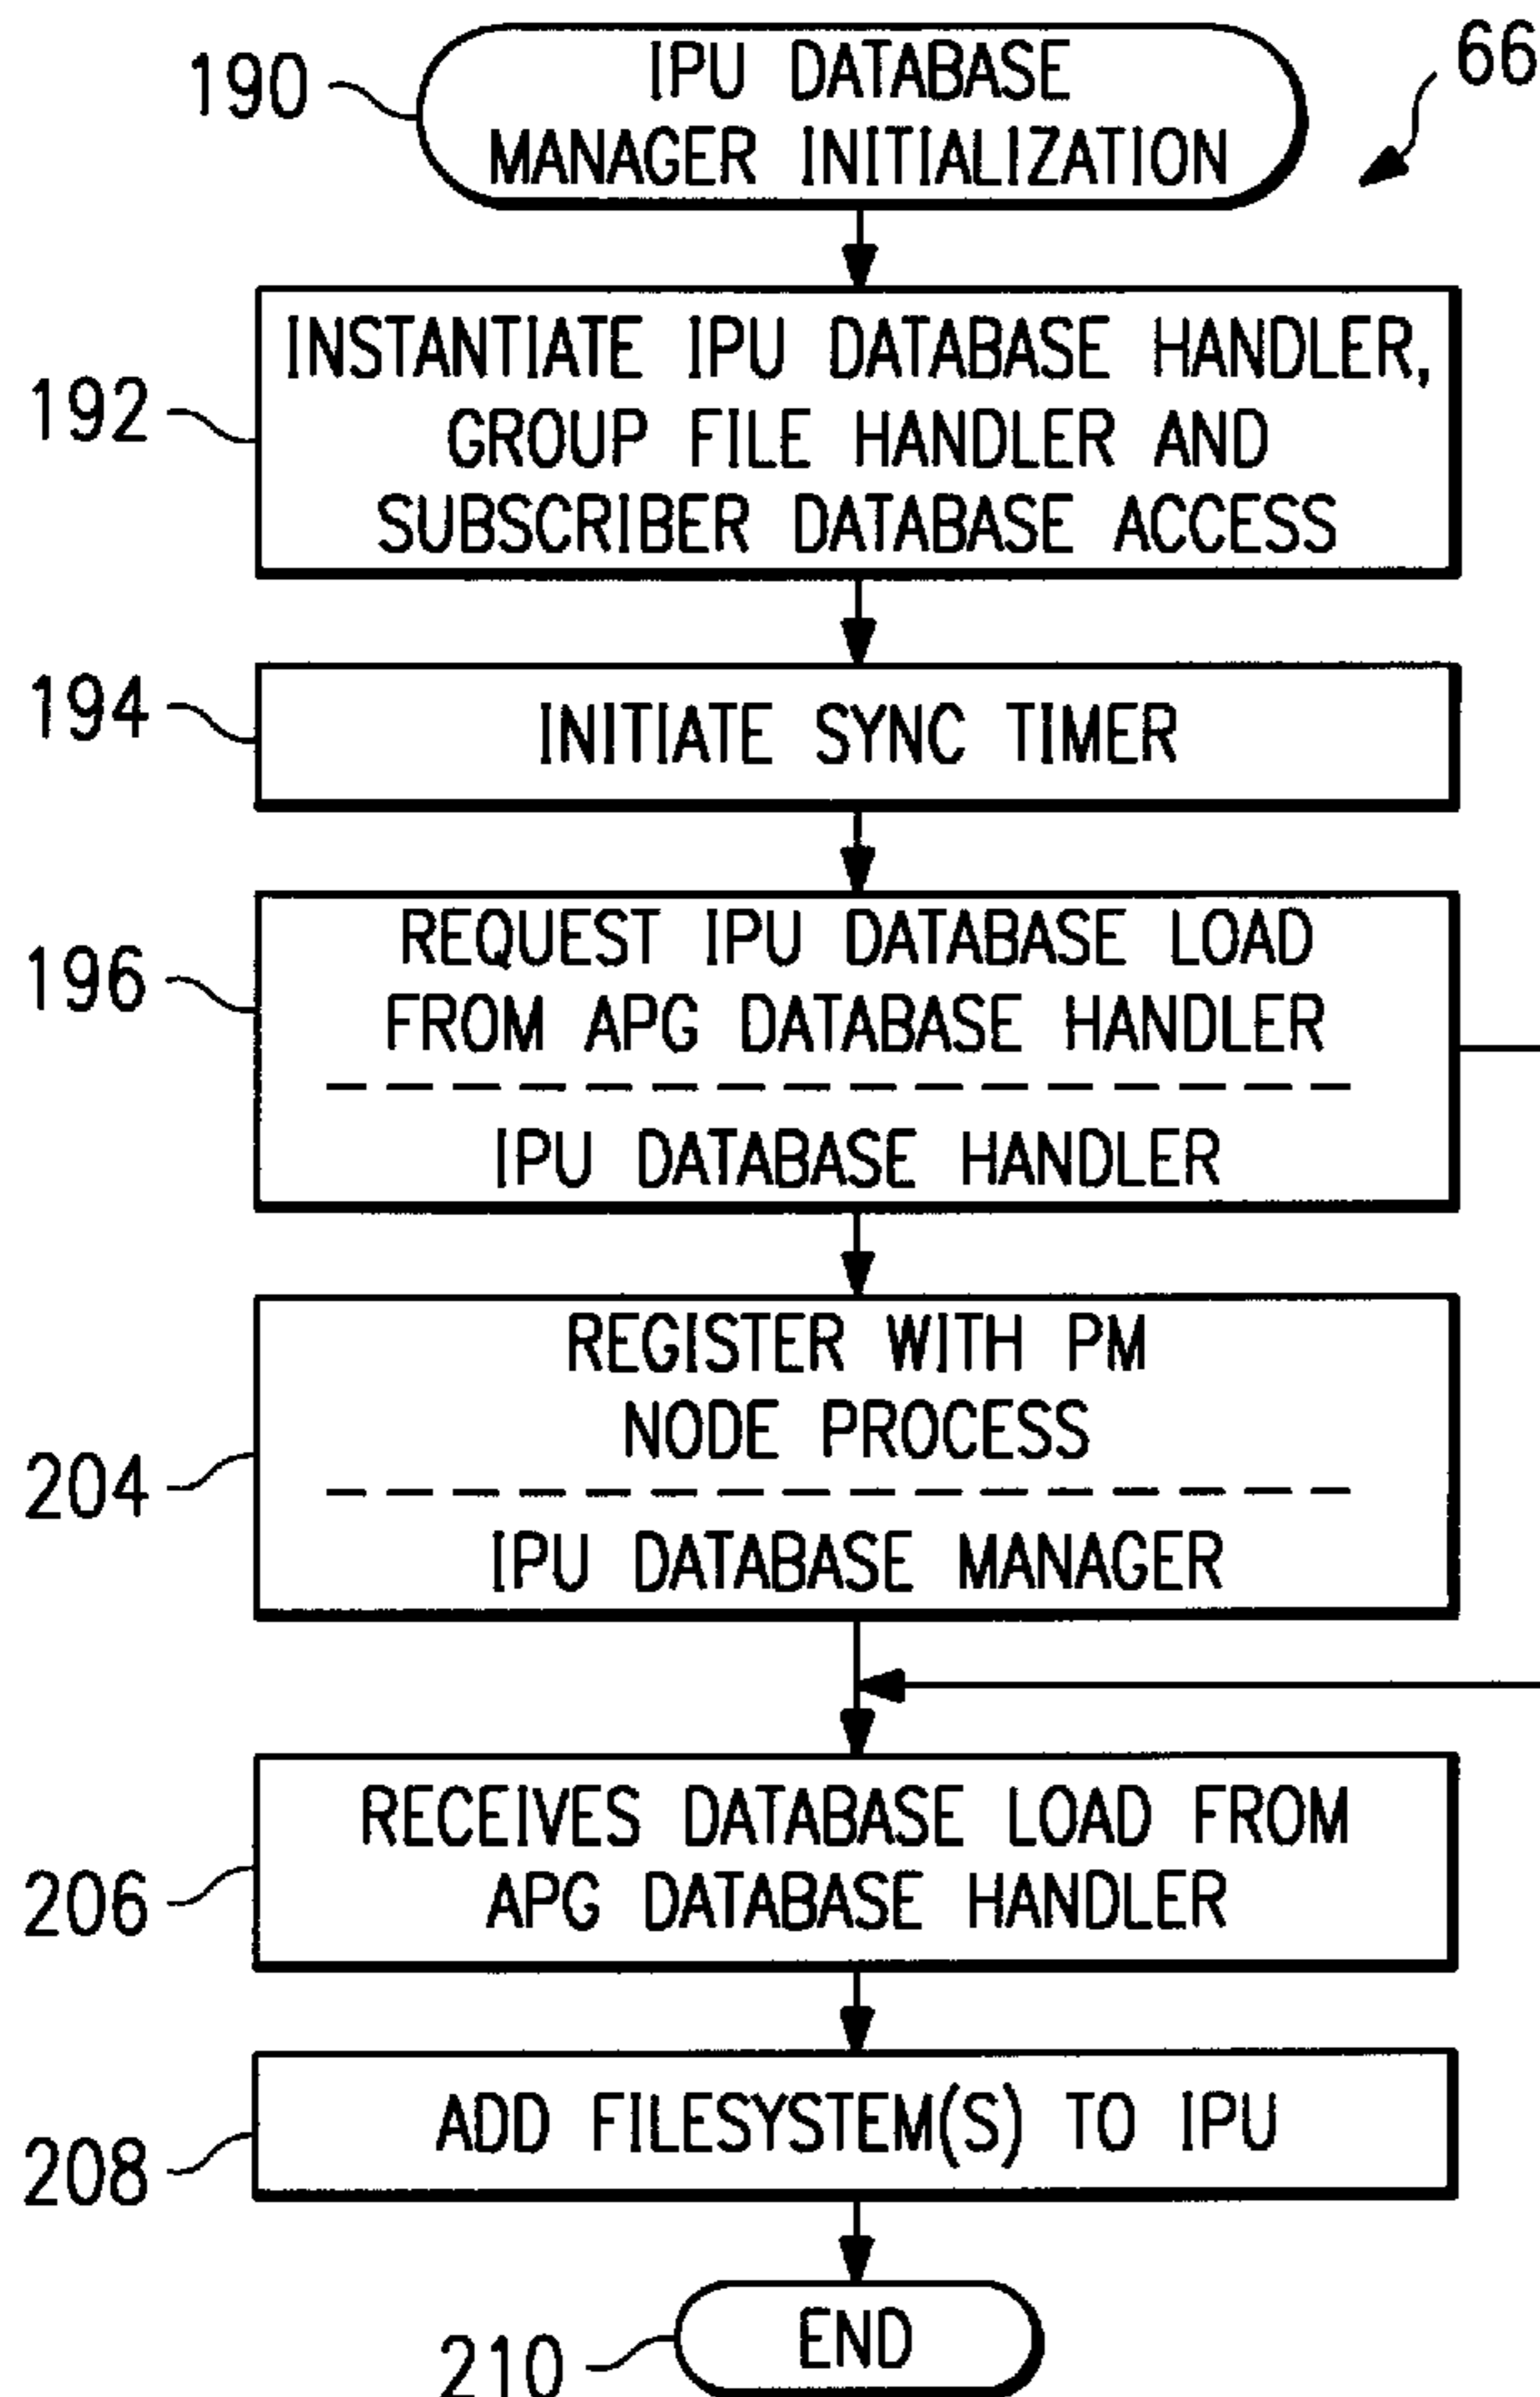 190
IPU DATABASE
MANAGER INITIALIZATION
66
192
INSTANTIATE IPU DATABASE HANDLER,
GROUP FILE HANDLER AND
SUBSCRIBER DATABASE ACCESS
194
INITIATE SYNC TIMER
196
REQUEST IPU DATABASE LOAD
FROM APG DATABASE HANDLER
IPU DATABASE HANDLER
204
REGISTER WITH PM
NODE PROCESS
IPU DATABASE MANAGER
206
RECEIVES DATABASE LOAD FROM
APG DATABASE HANDLER
208
ADD FILESYSTEM(S) TO IPU
210
END